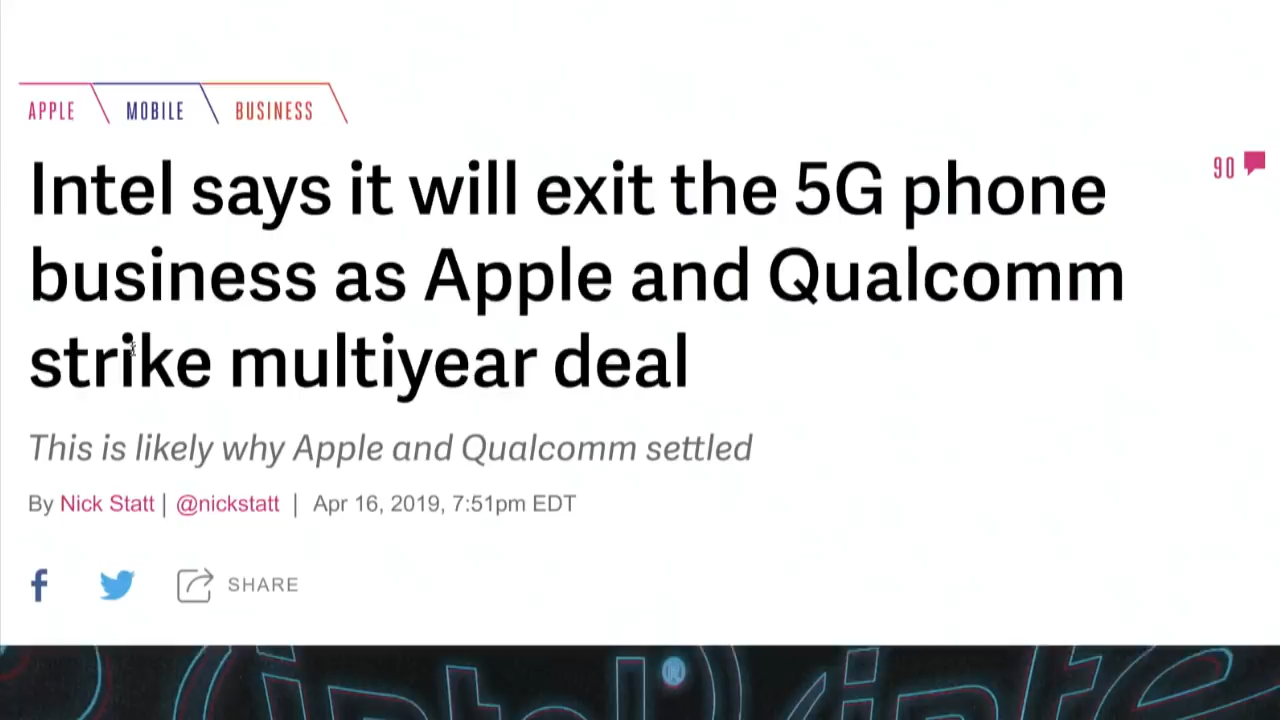 APPLE MOBILE BUSINESS
Intel says it will exit the 5G phone
90
business as Apple and Qualcomm
strike multiyear deal
This is likely why Apple and Qualcomm settled
By Nick Statt | @nickstatt | Apr 16, 2019, 7:51pm EDT
f SHARE
(intel® inte